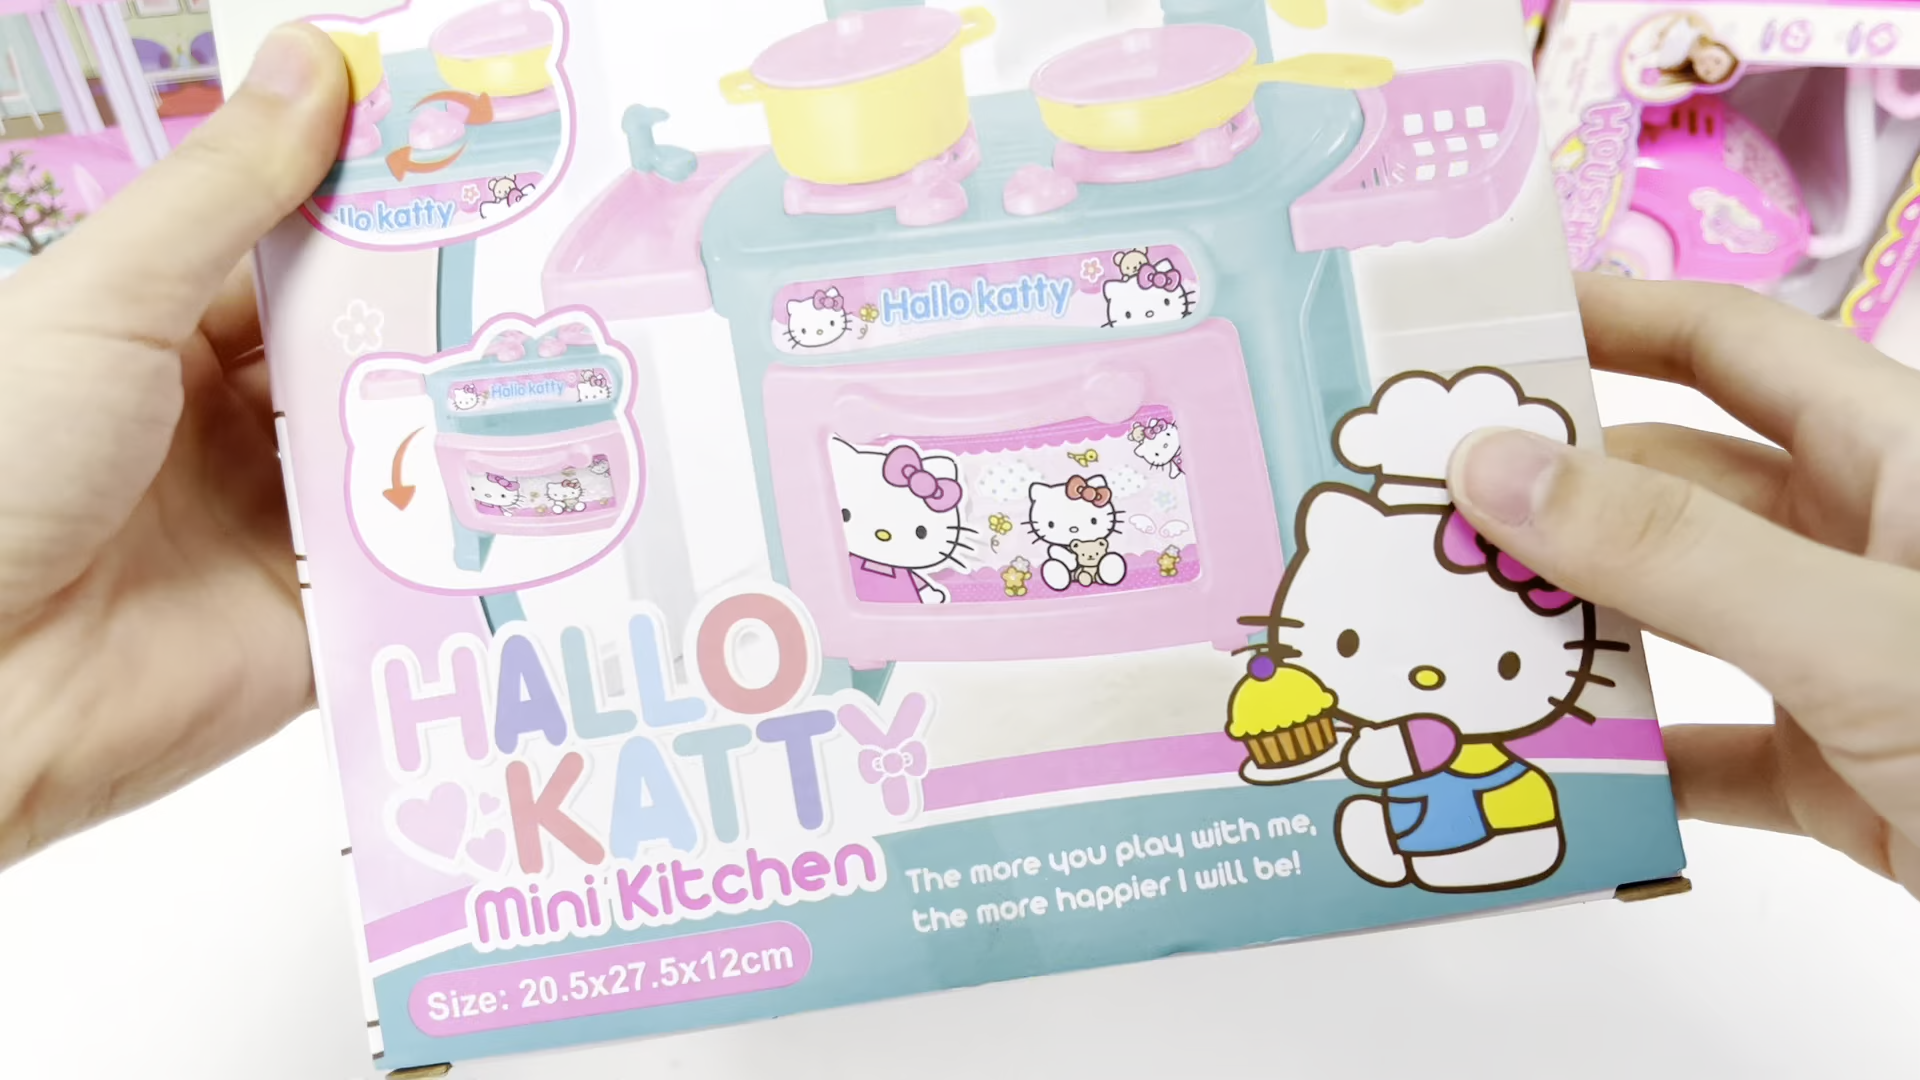 llo katty
Hallo katty
Hallo katty
HALLO
KATTY
Mini Kitchen
The more you play with me,
the more happier I will be!
Size: 20.5x27.5x12cm